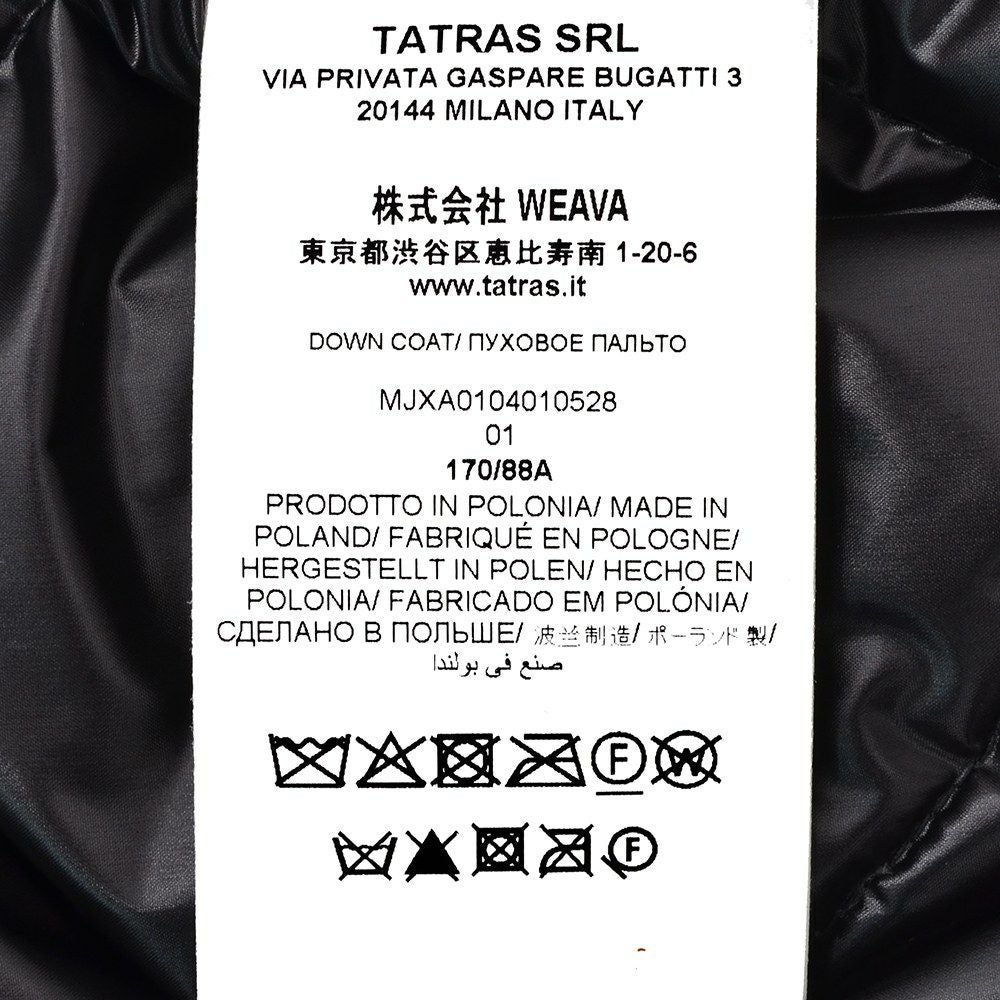 TATRAS SRL
VIA PRIVATA GASPARE BUGATTI 3
20144 MILANO ITALY
株式会社 WEAVA
東京都渋谷区恵比寿南 1-20-6
www.tatras.it
DOWN COAT/ ПУХОВОЕ ПАЛЬТО
MJXA0104010528
01
170/88A
PRODOTTO IN POLONIA/ MADE IN
POLAND/ FABRIQUÉ EN POLOGNE/
HERGESTELLT IN POLEN/ HECHO EN
POLONIA/ FABRICADO EM POLÓNIA/
СДЕЛАНО В ПОЛЬШЕ/ 波兰制造/ ポーランド製/
صنع في بولندا
F W
F